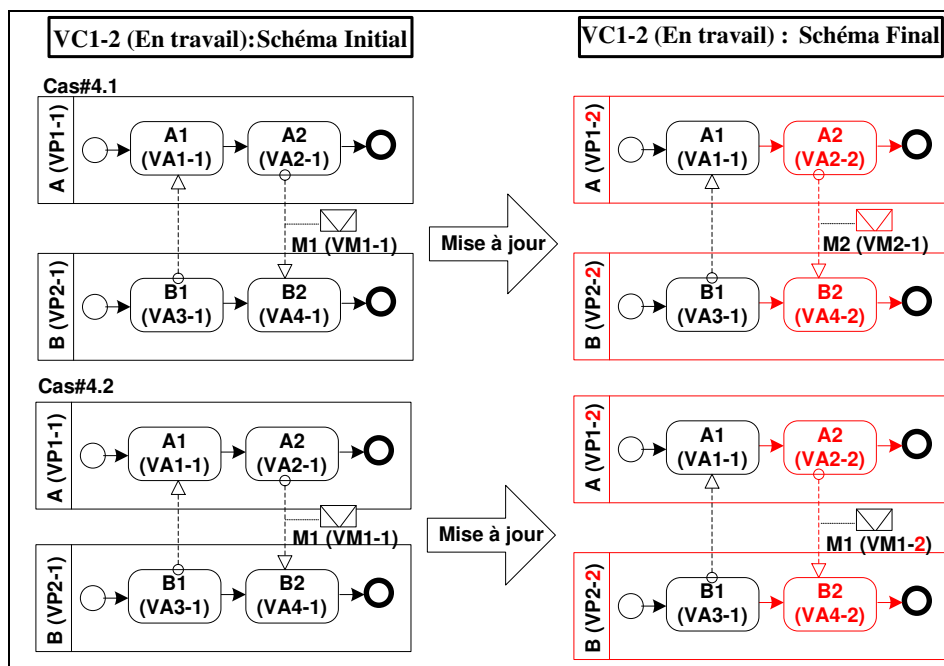 VC1-2 (En travail):Schéma Initial
VC1-2 (En travail) : Schéma Final
Cas#4.1
A (VP1-1)
A1
(VA1-1)
A2
(VA2-1)
M1 (VM1-1)
B (VP2-1)
B1
(VA3-1)
B2
(VA4-1)
Mise à jour
A (VP1-2)
A1
(VA1-1)
A2
(VA2-2)
M2 (VM2-1)
B (VP2-2)
B1
(VA3-1)
B2
(VA4-2)
Cas#4.2
A (VP1-1)
A1
(VA1-1)
A2
(VA2-1)
M1 (VM1-1)
B (VP2-1)
B1
(VA3-1)
B2
(VA4-1)
Mise à jour
A (VP1-2)
A1
(VA1-1)
A2
(VA2-2)
M1 (VM1-2)
B (VP2-2)
B1
(VA3-1)
B2
(VA4-2)